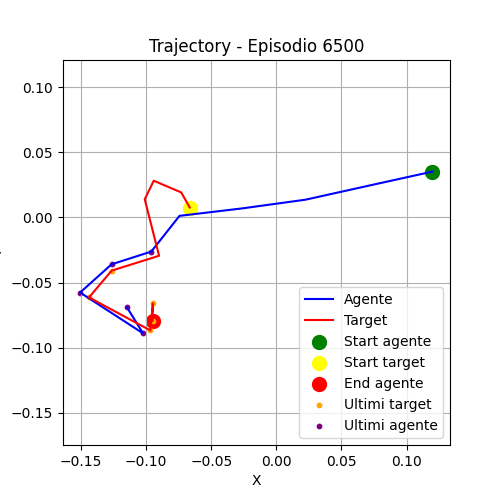 Trajectory - Episodio 6500
0.10
0.05
0.00
−0.05
−0.10
−0.15
−0.15
−0.10
−0.05
0.00
0.05
0.10
X
Agente
Target
Start agente
Start target
End agente
Ultimi target
Ultimi agente